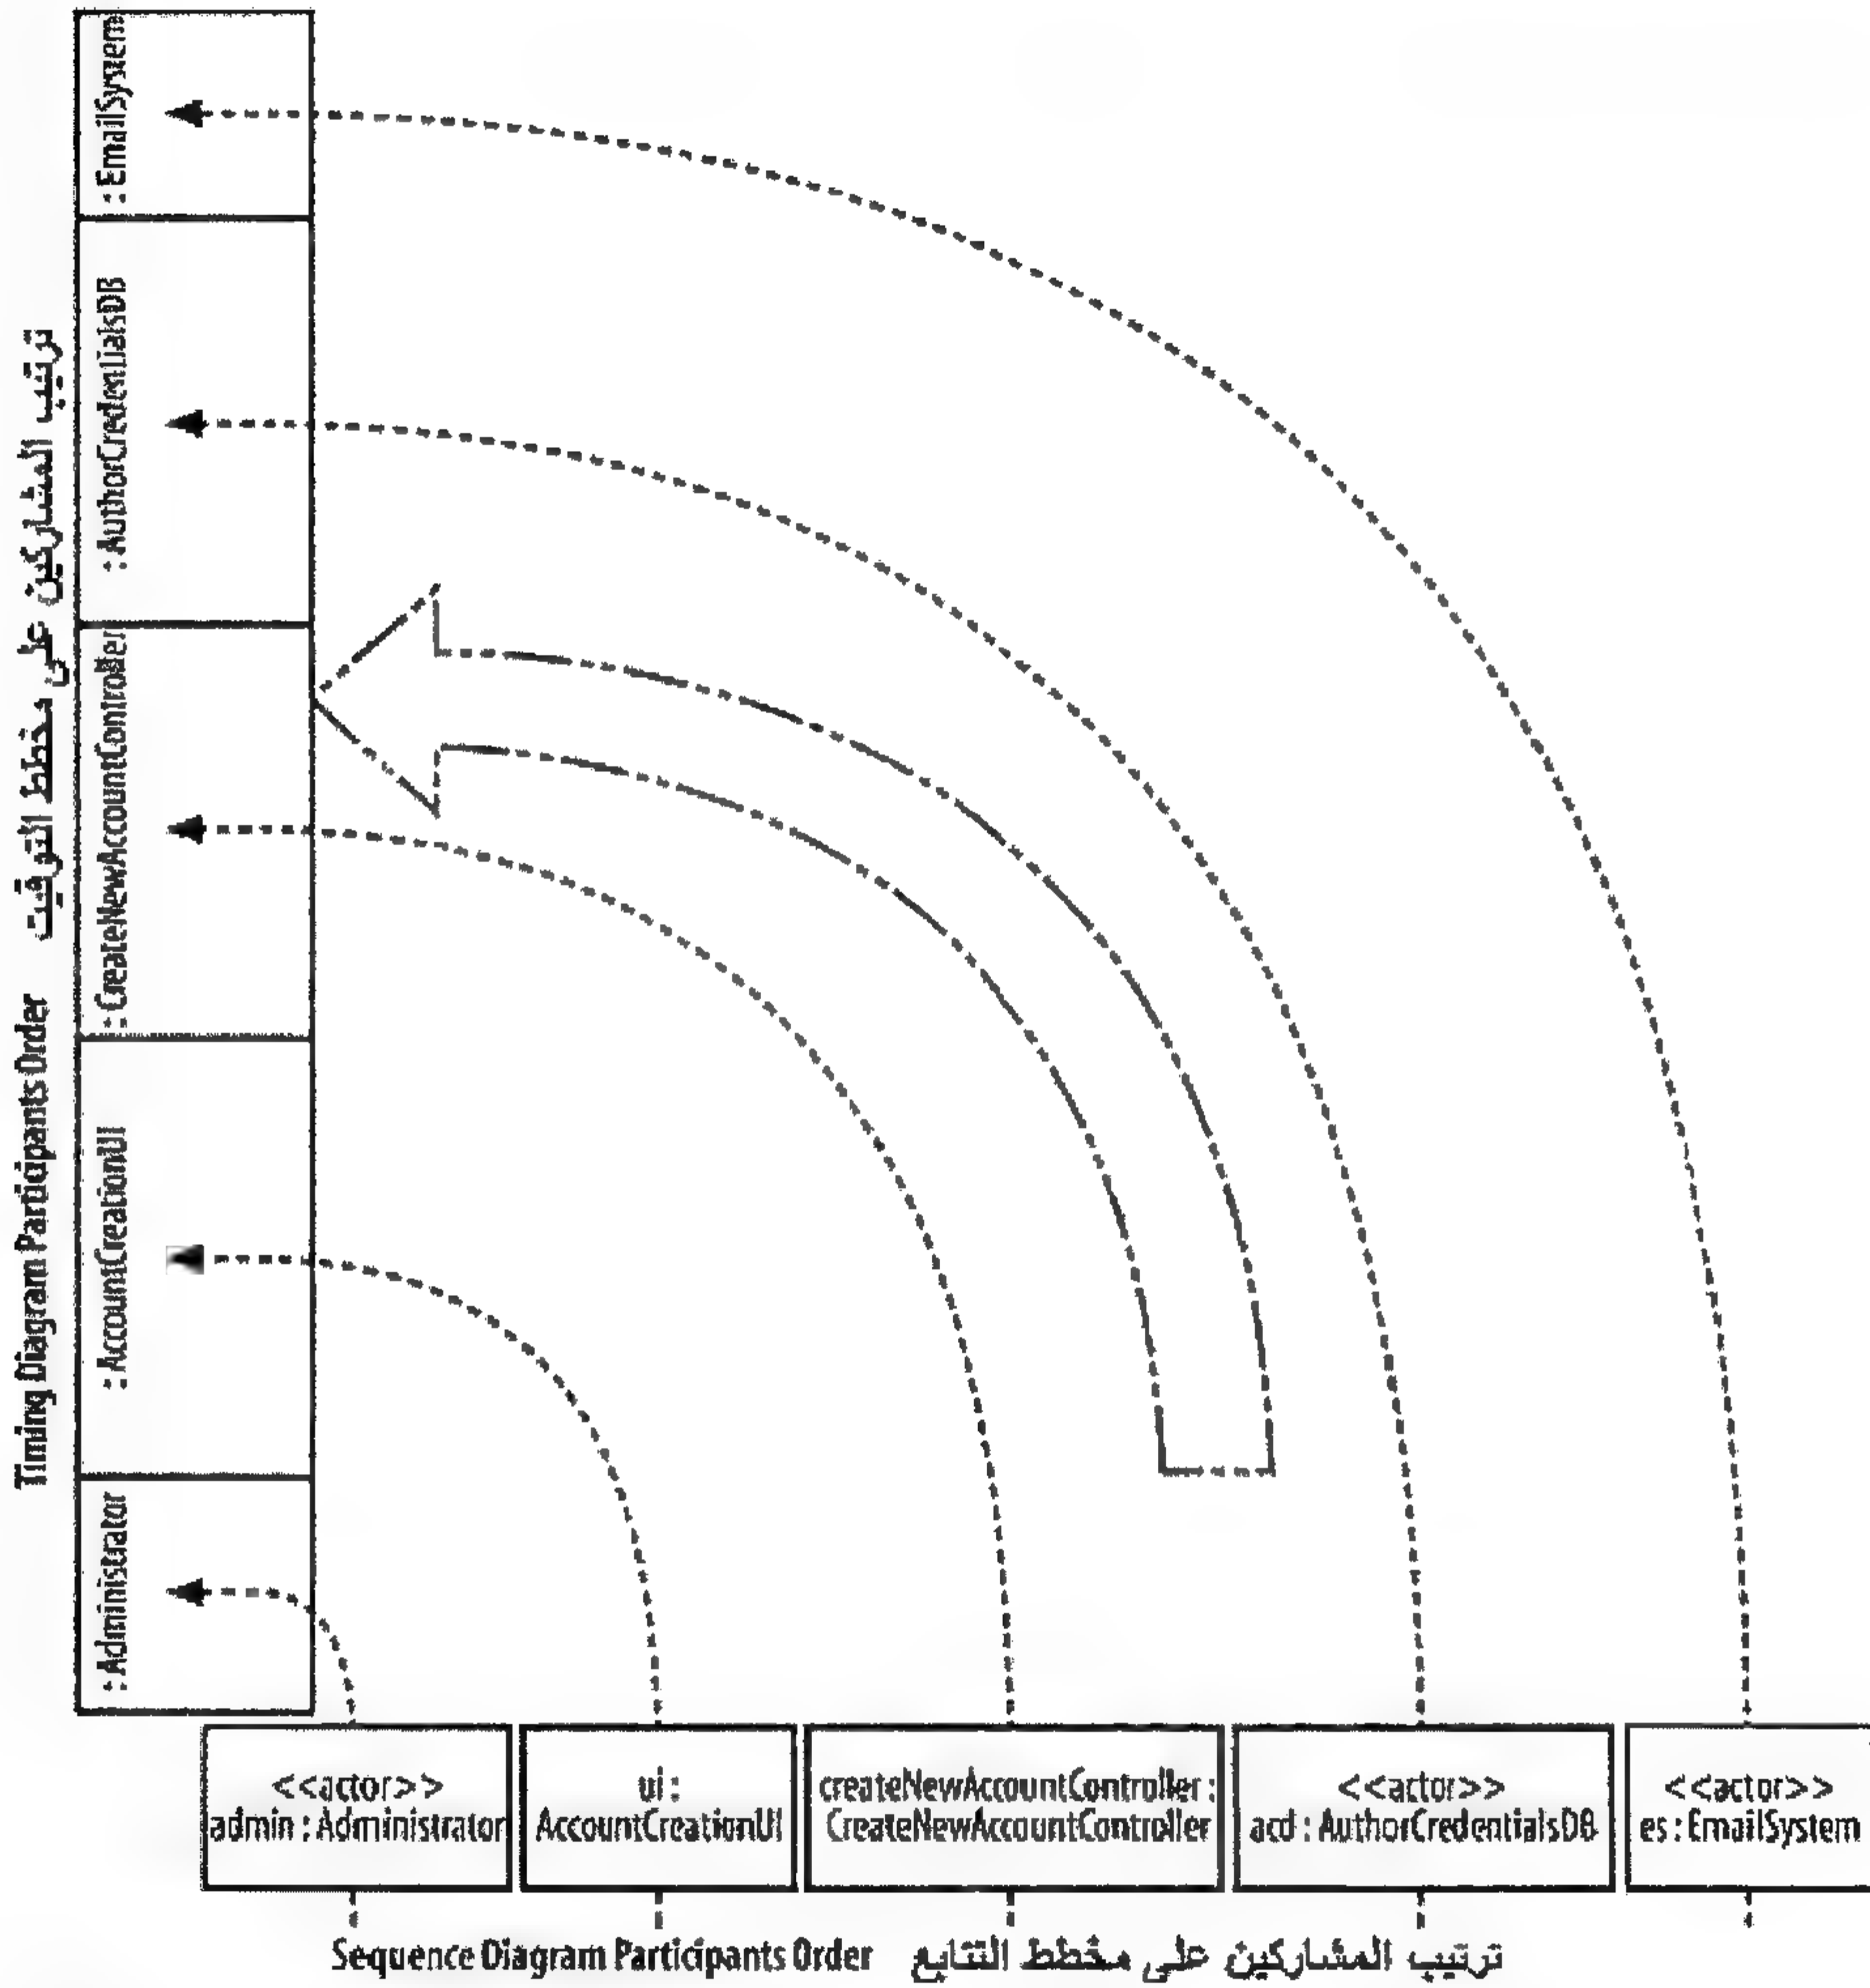 Timing Diagram Participants Order ترتيب المشاركين على مخطط التوقيت
: EmailSystem
: AuthorCredentialsDB
: CreateNewAccountController
: AccountCreationUI
: Administrator
<<actor>>
admin : Administrator
ui :
AccountCreationUI
createNewAccountController :
CreateNewAccountController
<<actor>>
acd : AuthorCredentialsDB
<<actor>>
es : EmailSystem
Sequence Diagram Participants Order ترتيب المشاركين على مخطط التتابع